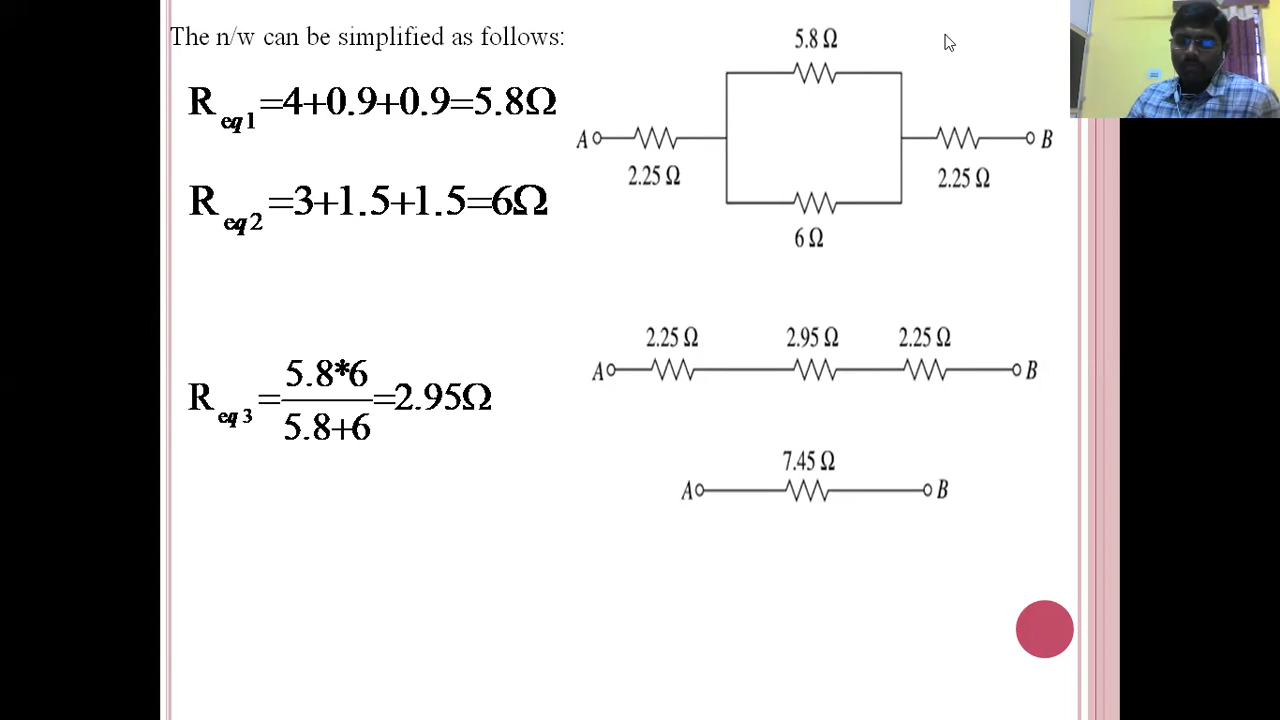 The n/w can be simplified as follows:
R eq1 =4+0.9+0.9=5.8Ω
R eq2 =3+1.5+1.5=6Ω
R eq3 = 5.8*6 / 5.8+6 =2.95Ω
5.8 Ω
A B
2.25 Ω 2.25 Ω
6 Ω
2.25 Ω 2.95 Ω 2.25 Ω
A B
7.45 Ω
A B